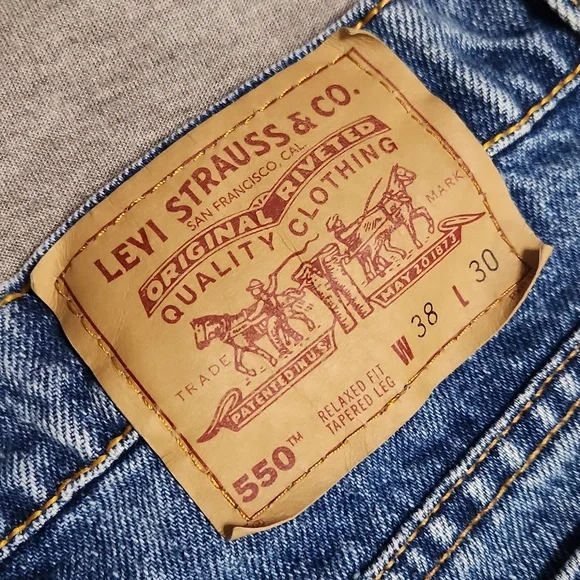 LEVI STRAUSS & CO.
SAN FRANCISCO, CAL.
ORIGINAL RIVETED
QUALITY CLOTHING
TRADE MARK
PATENTED IN U.S. MAY 20 1873
550™ RELAXED FIT TAPERED LEG W 38 L 30